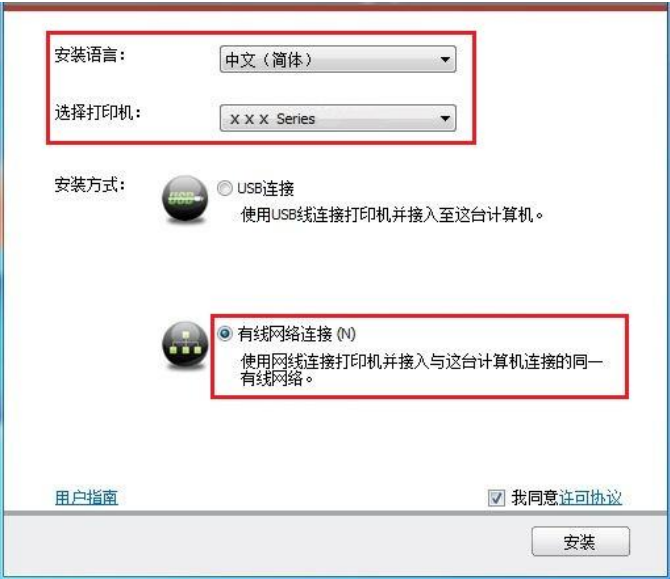 安装语言：
中文（简体）
选择打印机：
x x x Series
安装方式：
USB
USB连接
使用USB线连接打印机并接入至这台计算机。
有线网络连接 (N)
使用网线连接打印机并接入与这台计算机连接的同一
有线网络。
用户指南
我同意许可协议
安装